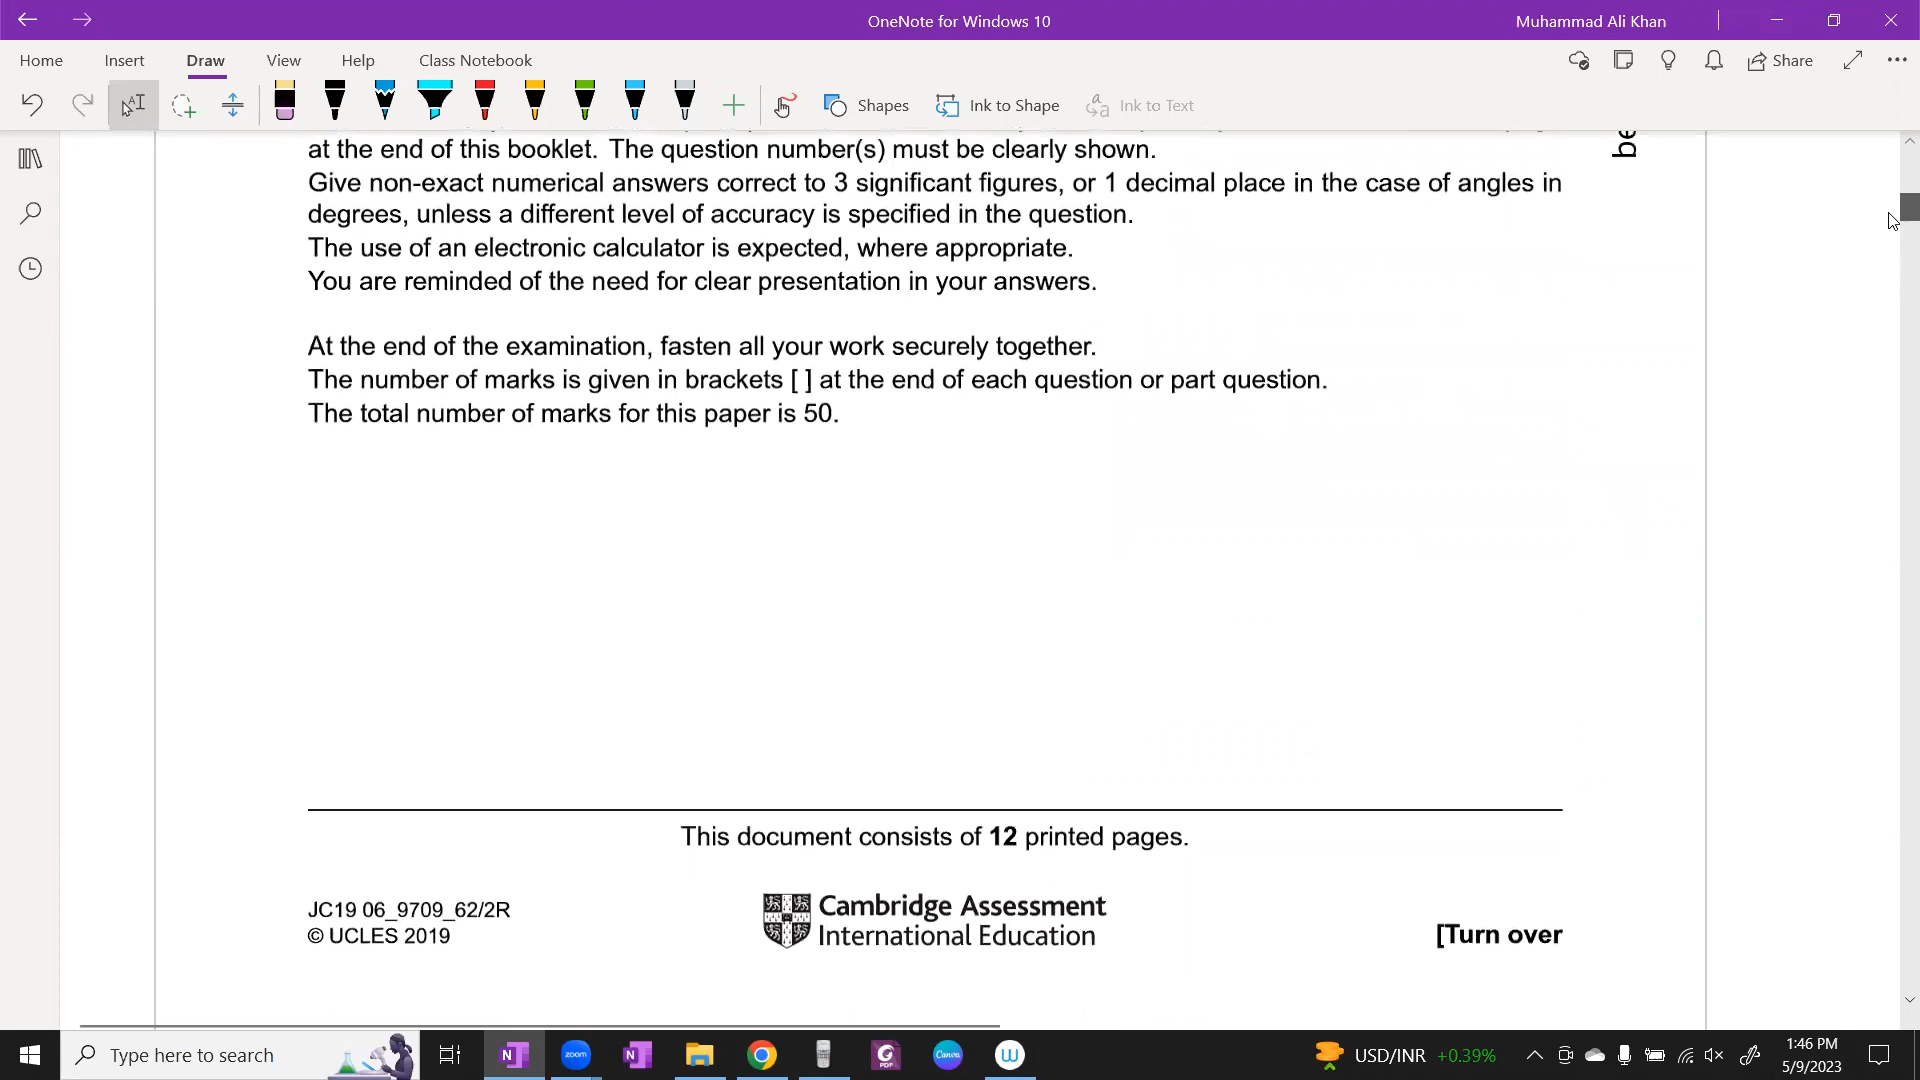 OneNote for Windows 10
Muhammad Ali Khan
Home Insert Draw View Help Class Notebook
Share
Shapes Ink to Shape Ink to Text
be
at the end of this booklet. The question number(s) must be clearly shown.
Give non-exact numerical answers correct to 3 significant figures, or 1 decimal place in the case of angles in
degrees, unless a different level of accuracy is specified in the question.
The use of an electronic calculator is expected, where appropriate.
You are reminded of the need for clear presentation in your answers.
At the end of the examination, fasten all your work securely together.
The number of marks is given in brackets [ ] at the end of each question or part question.
The total number of marks for this paper is 50.
This document consists of 12 printed pages.
JC19 06_9709_62/2R
© UCLES 2019
Cambridge Assessment
International Education
[Turn over
Type here to search
zoom
PDF
Canva
W
USD/INR +0.39%
1:46 PM
5/9/2023